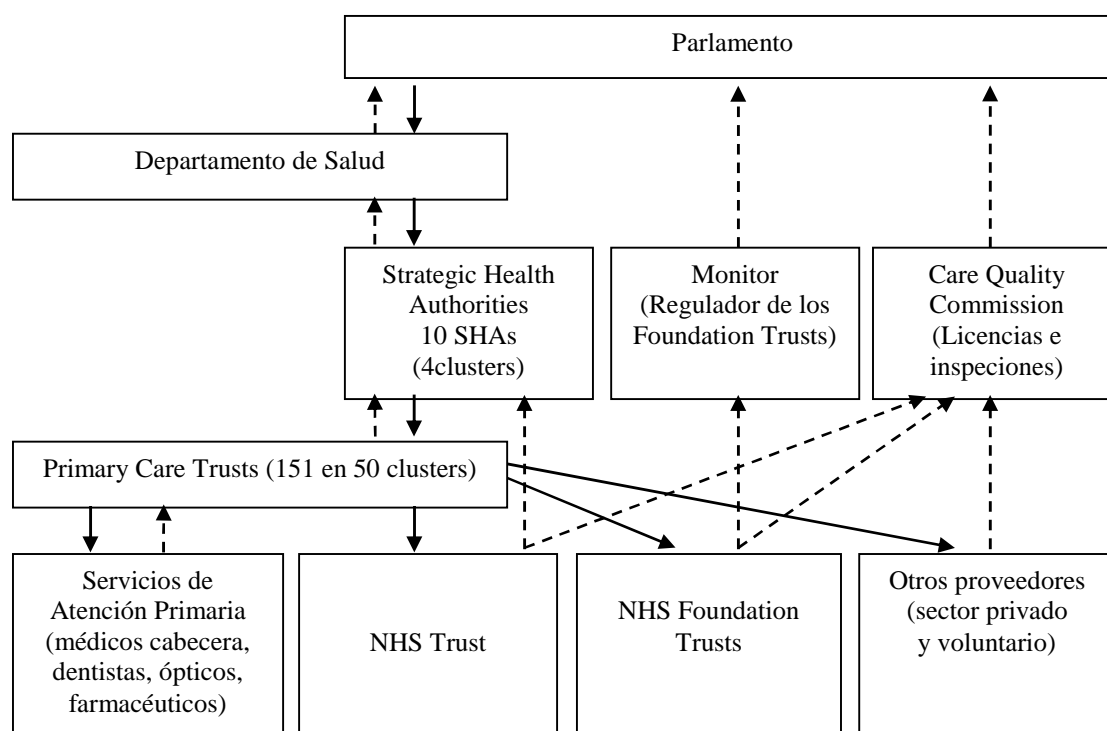 Parlamento
Departamento de Salud
Strategic Health
Authorities
10 SHAs
(4clusters)
Monitor
(Regulador de los
Foundation Trusts)
Care Quality
Commission
(Licencias e
inspeciones)
Primary Care Trusts (151 en 50 clusters)
Servicios de
Atención Primaria
(médicos cabecera,
dentistas, ópticos,
farmacéuticos)
NHS Trust
NHS Foundation
Trusts
Otros proveedores
(sector privado
y voluntario)